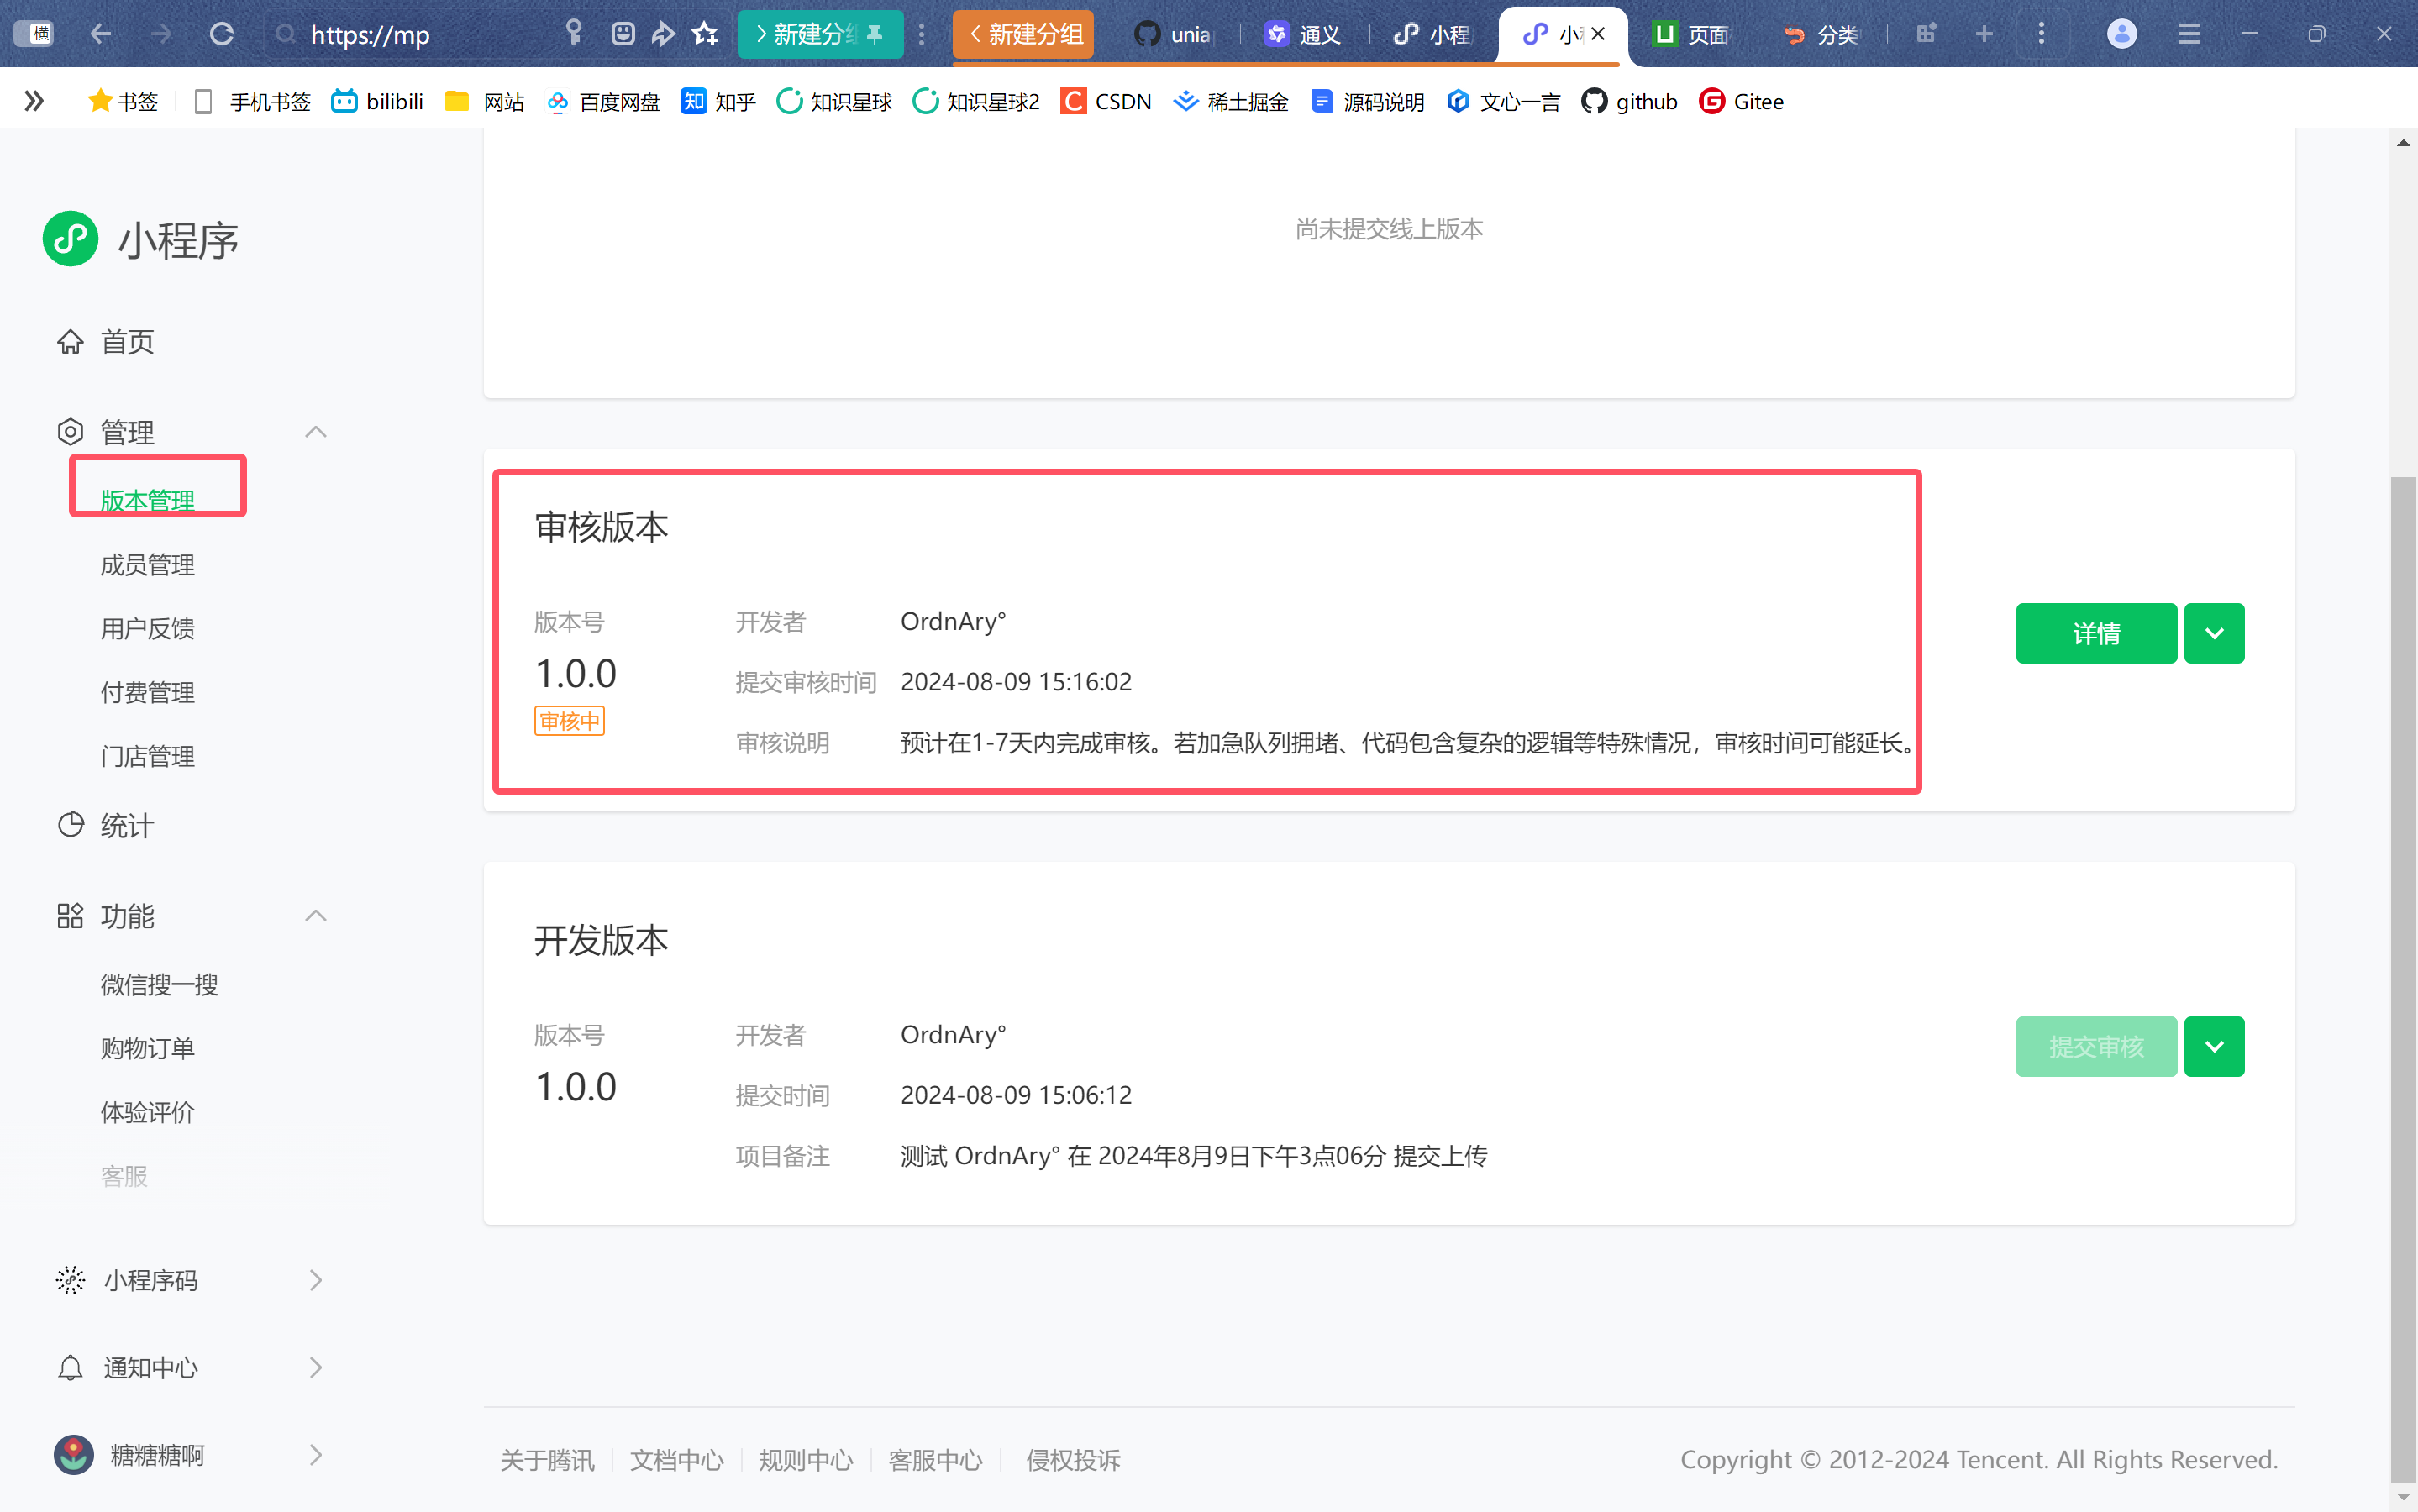 横
https://mp
新建分组
新建分组
unia
通义
小程
小
页面
分类
书签
手机书签
bilibili
网站
百度网盘
知乎
知识星球
知识星球2
CSDN
稀土掘金
源码说明
文心一言
github
Gitee
小程序
首页
管理
版本管理
成员管理
用户反馈
付费管理
门店管理
统计
功能
微信搜一搜
购物订单
体验评价
客服
小程序码
通知中心
糖糖糖啊
尚未提交线上版本
审核版本
版本号
1.0.0
审核中
开发者 OrdnAry°
提交审核时间 2024-08-09 15:16:02
审核说明 预计在1-7天内完成审核。若加急队列拥堵、代码包含复杂的逻辑等特殊情况，审核时间可能延长。
详情
开发版本
版本号
1.0.0
开发者 OrdnAry°
提交时间 2024-08-09 15:06:12
项目备注 测试 OrdnAry° 在 2024年8月9日下午3点06分 提交上传
提交审核
关于腾讯 文档中心 规则中心 客服中心 侵权投诉
Copyright © 2012-2024 Tencent. All Rights Reserved.